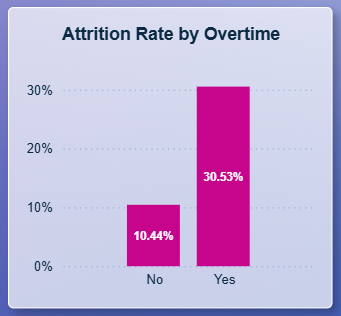 Attrition Rate by Overtime
30%
20%
10%
0%
10.44%
30.53%
No
Yes